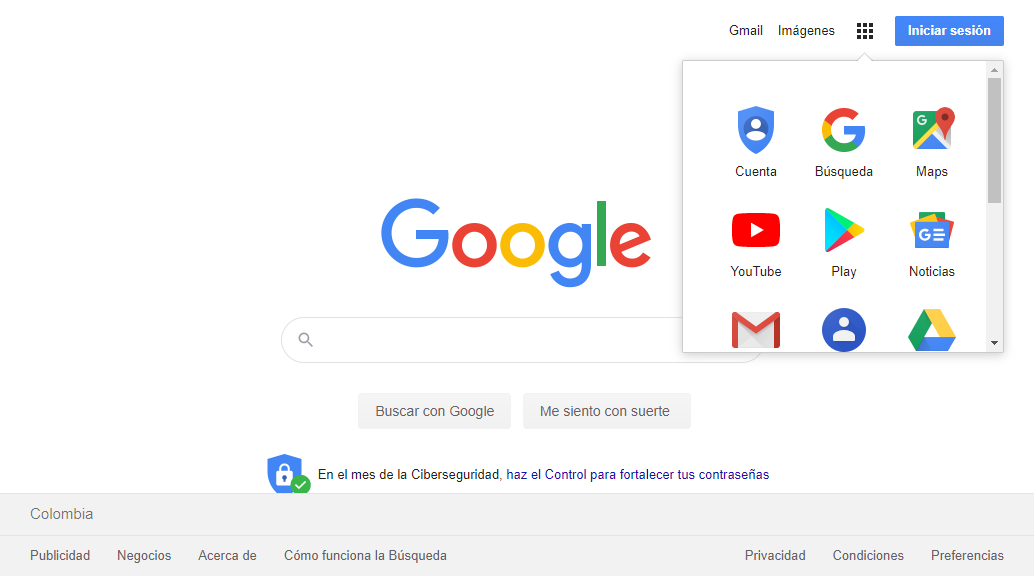 Gmail Imágenes Iniciar sesión
Cuenta Búsqueda Maps
YouTube Play Noticias
Google
Buscar con Google Me siento con suerte
En el mes de la Ciberseguridad, haz el Control para fortalecer tus contraseñas
Colombia
Publicidad Negocios Acerca de Cómo funciona la Búsqueda Privacidad Condiciones Preferencias